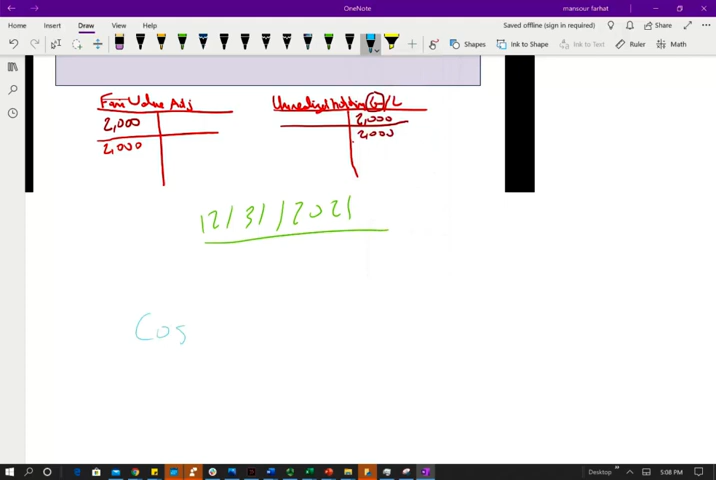 OneNote
mansour farhat
Home Insert Draw View Help
Saved offline (sign in required) Share
Shapes Ink to Shape Ink to Text Ruler Math
Fair Value Adj Unrealized holding G/L
2,000 2,000
2,000 2,000
12/31/2021
Cos
Desktop 5:08 PM